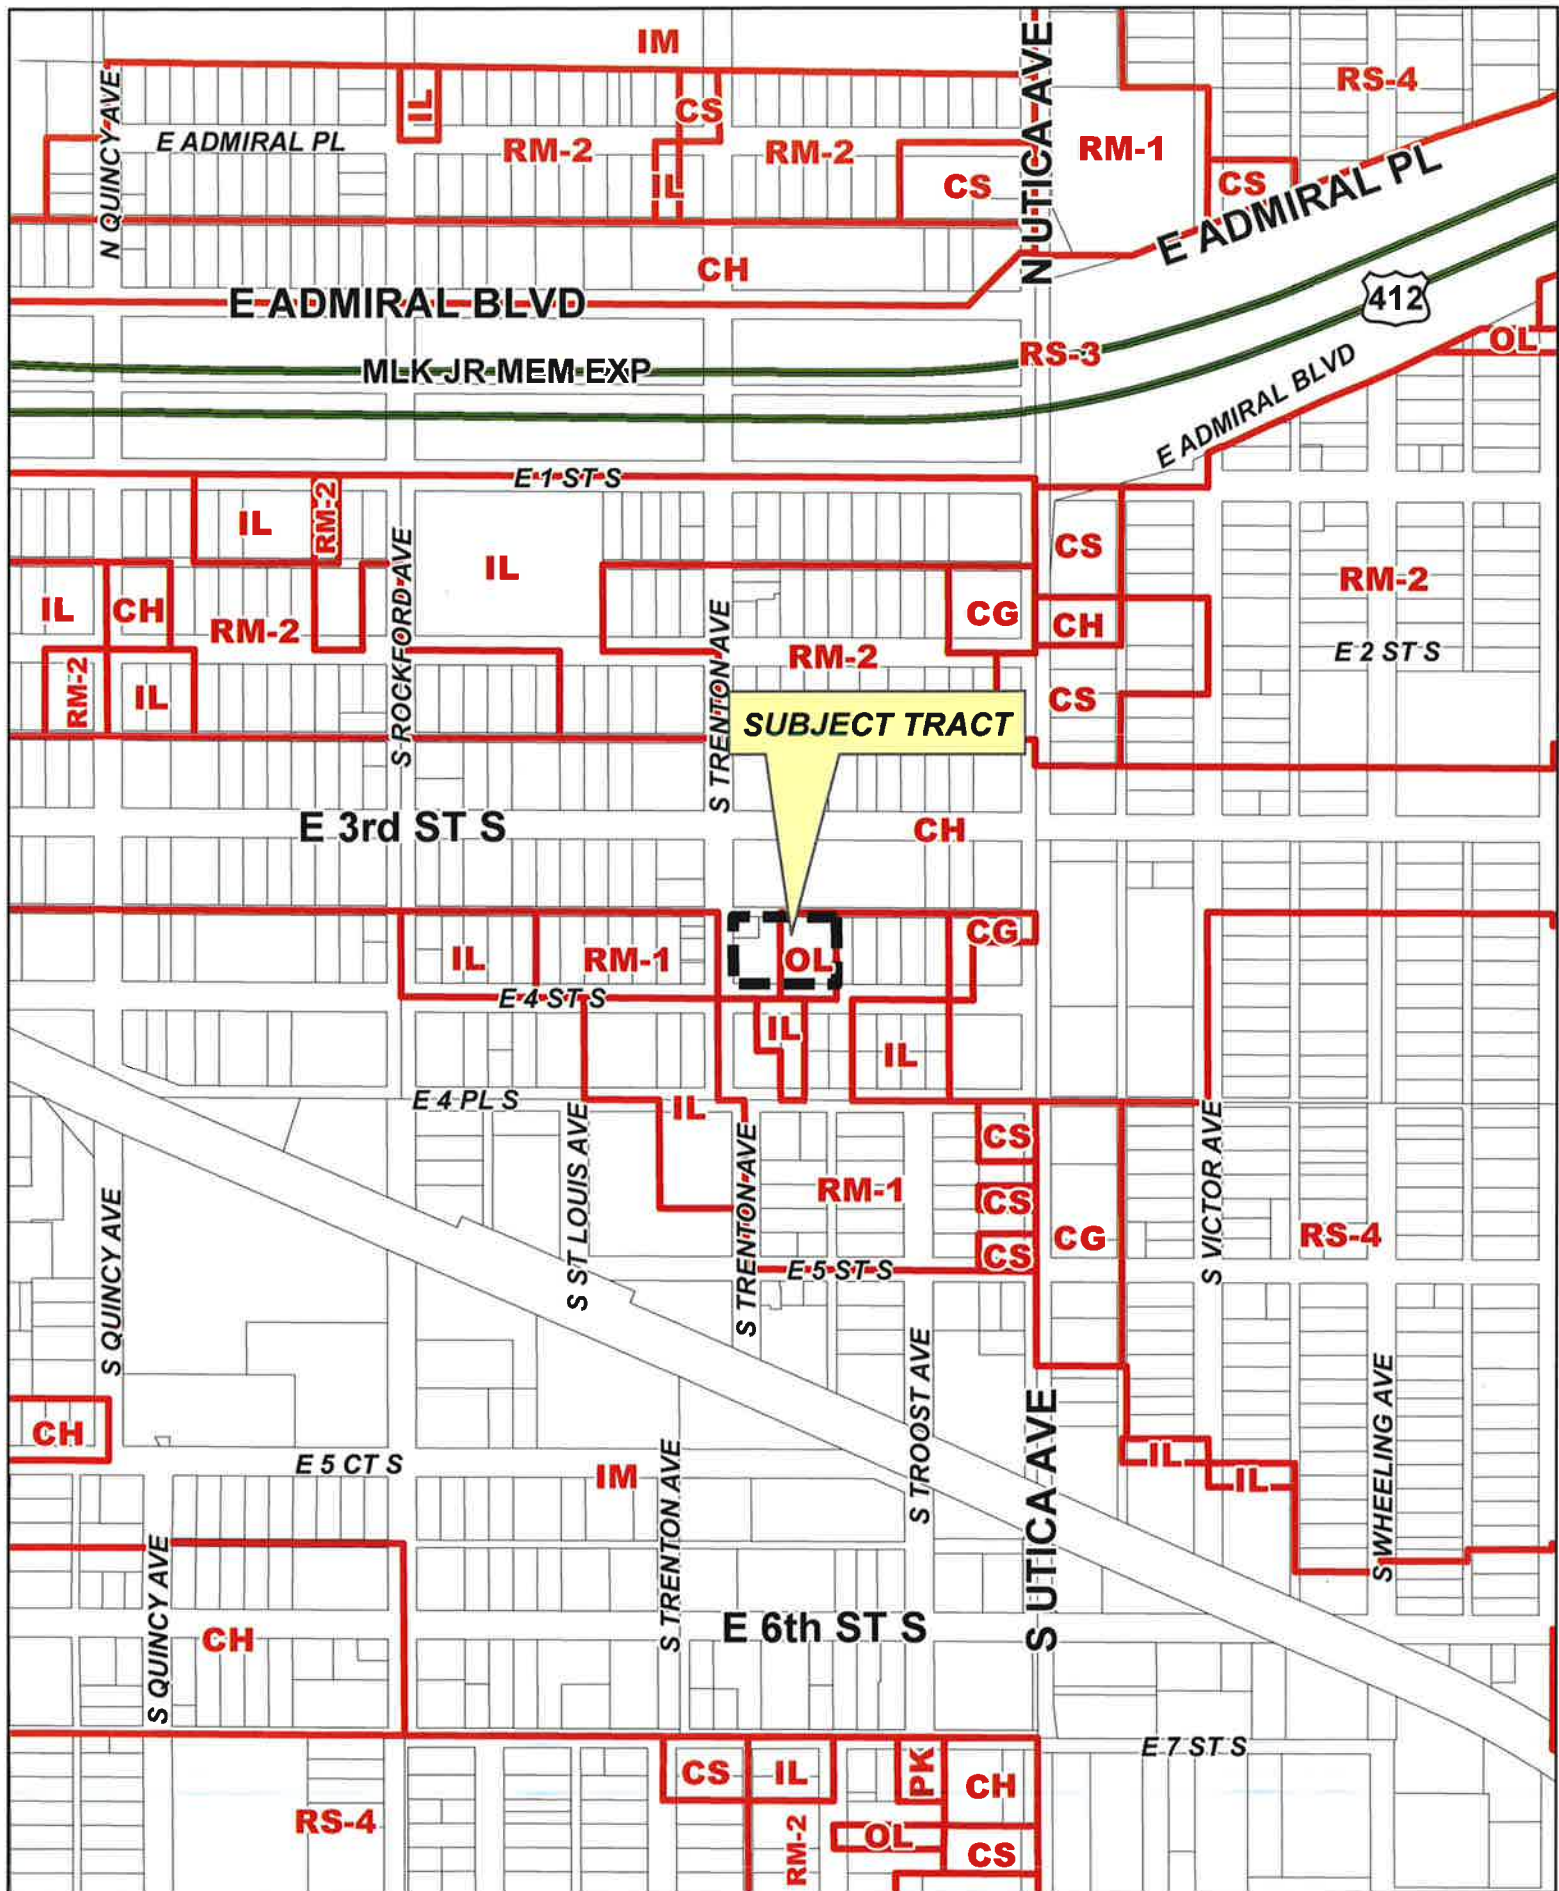 IM
RS-4
IL
CS
N QUINCY AVE
E ADMIRAL PL
RM-2
RM-2
RM-1
IL
CS
CS
N UTICA AVE
E ADMIRAL PL
CH
E ADMIRAL BLVD
412
OL
RS-3
MLK JR MEM EXP
E ADMIRAL BLVD
E 1 ST S
IL
RM-2
IL
CS
RM-2
IL
CH
RM-2
S ROCKFORD AVE
CG
CH
E 2 ST S
RM-2
S TRENTON AVE
RM-2
IL
CS
SUBJECT TRACT
E 3rd ST S
CH
CG
IL
RM-1
OL
E 4 ST S
IL
IL
E 4 PL S
IL
CS
S ST LOUIS AVE
S TRENTON AVE
RM-1
CS
S VICTOR AVE
CG
RS-4
CS
S QUINCY AVE
E 5 ST S
S TROOST AVE
CH
S UTICA AVE
S WHEELING AVE
IL
IL
E 5 CT S
IM
S TRENTON AVE
S QUINCY AVE
CH
E 6th ST S
E 7 ST S
CS
IL
PK
CH
RS-4
RM-2
OL
CS